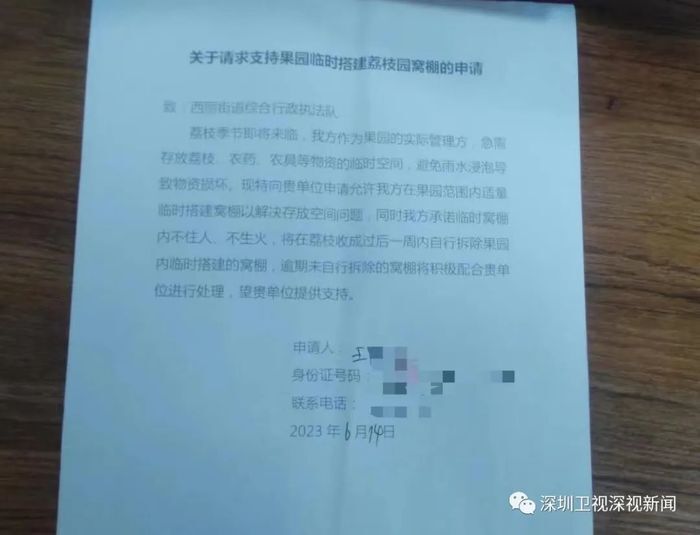 关于请求支持果园临时搭建荔枝园窝棚的申请
致：西丽街道综合行政执法队
荔枝季节即将来临，我方作为果园的实际管理方，急需
存放荔枝、农药、农具等物资的临时空间，避免雨水浸泡导
致物资损坏。现特向贵单位申请允许我方在果园范围内适量
临时搭建窝棚以解决存放空间问题，同时我方承诺临时窝棚
内不住人、不生火，将在荔枝收成过后一周内自行拆除果园
内临时搭建的窝棚，逾期未自行拆除的窝棚将积极配合贵单
位进行处理，望贵单位提供支持。
申请人：王
身份证号码：
联系电话：
2023年6月14日
深圳卫视深视新闻